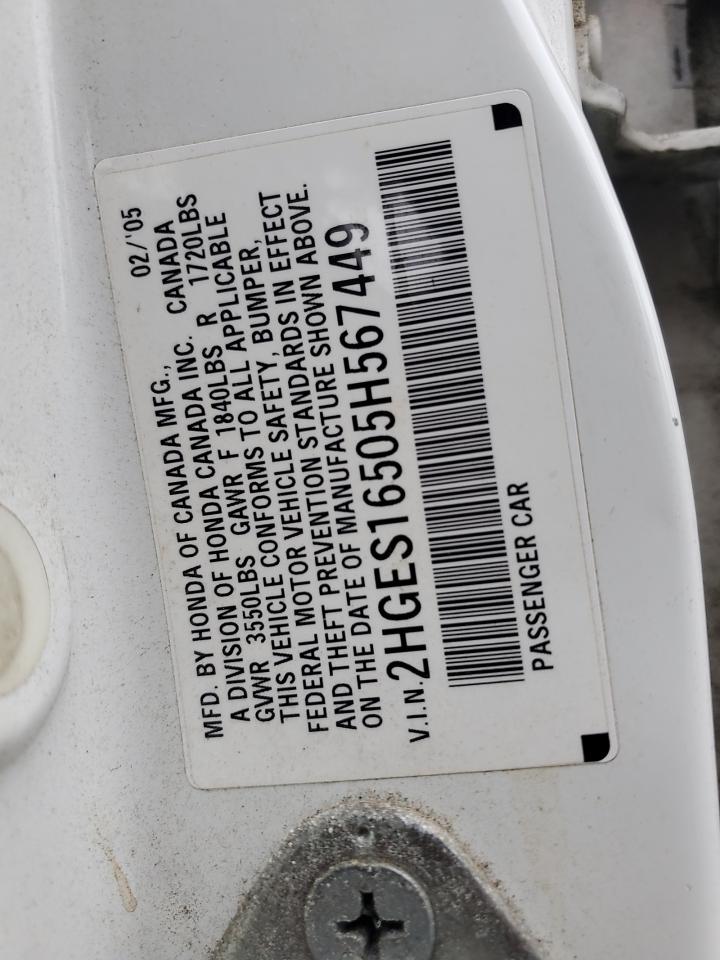 MFD. BY HONDA OF CANADA MFG., 02/'05
A DIVISION OF HONDA CANADA INC. CANADA
GVWR 3550LBS GAWR F 1840LBS R 1720LBS
THIS VEHICLE CONFORMS TO ALL APPLICABLE
FEDERAL MOTOR VEHICLE SAFETY, BUMPER,
AND THEFT PREVENTION STANDARDS IN EFFECT
ON THE DATE OF MANUFACTURE SHOWN ABOVE.
V.I.N. 2HGES16505H567449
PASSENGER CAR